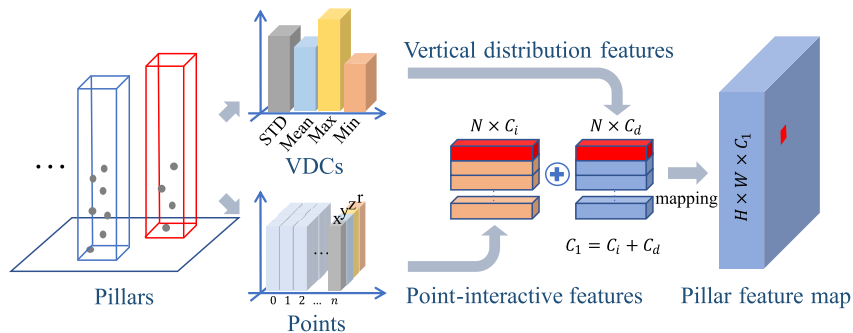 Vertical distribution features
STD
Mean
Max
Min
VDCs
N × C_i
N × C_d
...
mapping
H × W × C_1
x y z r
...
C_1 = C_i + C_d
0 1 2 ... n
Pillars
Points
Point-interactive features
Pillar feature map